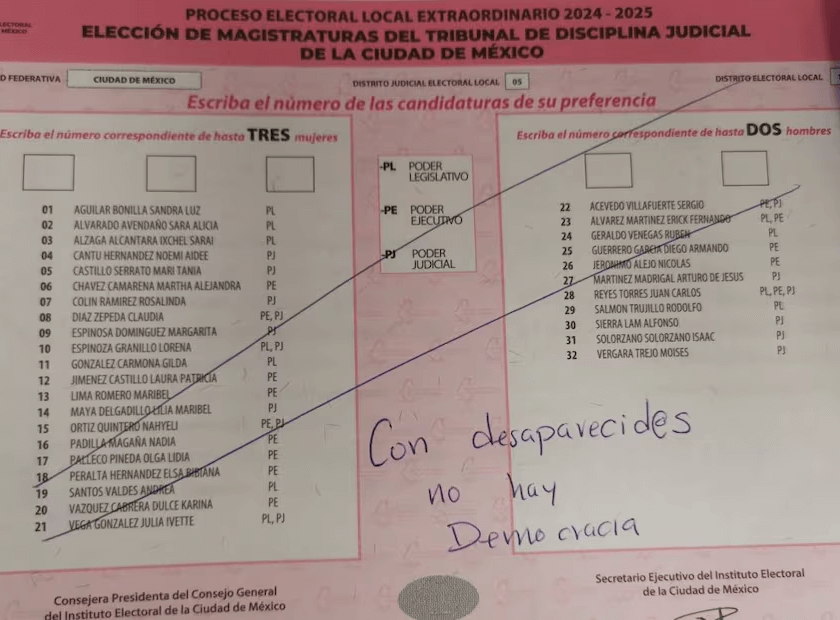 ELECTORAL
MÉXICO
PROCESO ELECTORAL LOCAL EXTRAORDINARIO 2024 - 2025
ELECCIÓN DE MAGISTRATURAS DEL TRIBUNAL DE DISCIPLINA JUDICIAL
DE LA CIUDAD DE MÉXICO
D FEDERATIVA CIUDAD DE MÉXICO DISTRITO JUDICIAL ELECTORAL LOCAL 05 DISTRITO ELECTORAL LOCAL
Escriba el número de las candidaturas de su preferencia
Escriba el número correspondiente de hasta TRES mujeres
01 AGUILAR BONILLA SANDRA LUZ PL
02 ALVARADO AVENDAÑO SARA ALICIA PL
03 ALZAGA ALCANTARA IXCHEL SARAI PL
04 CANTU HERNANDEZ NOEMI AIDEE PJ
05 CASTILLO SERRATO MARI TANIA PJ
06 CHAVEZ CAMARENA MARTHA ALEJANDRA PE
07 COLIN RAMIREZ ROSALINDA PJ
08 DIAZ ZEPEDA CLAUDIA PE, PJ
09 ESPINOSA DOMINGUEZ MARGARITA PJ
10 ESPINOZA GRANILLO LORENA PL, PJ
11 GONZALEZ CARMONA GILDA PL
12 JIMENEZ CASTILLO LAURA PATRICIA PE
13 LIMA ROMERO MARIBEL PE
14 MAYA DELGADILLO LILIA MARIBEL PJ
15 ORTIZ QUINTERO NAHYELI PE, PJ
16 PADILLA MAGAÑA NADIA PE
17 PALLECO PINEDA OLGA LIDIA PE
18 PERALTA HERNANDEZ ELSA BIBIANA PE
19 SANTOS VALDES ANDREA PL
20 VAZQUEZ CABRERA DULCE KARINA PE
21 VEGA GONZALEZ JULIA IVETTE PL, PJ
-PL PODER
LEGISLATIVO
-PE PODER
EJECUTIVO
-PJ PODER
JUDICIAL
Escriba el número correspondiente de hasta DOS hombres
22 ACEVEDO VILLAFUERTE SERGIO PE, PJ
23 ALVAREZ MARTINEZ ERICK FERNANDO PL, PE
24 GERALDO VENEGAS RUBEN PL
25 GUERRERO GARCIA DIEGO ARMANDO PE
26 JERONIMO ALEJO NICOLAS PE
27 MARTINEZ MADRIGAL ARTURO DE JESUS PJ
28 REYES TORRES JUAN CARLOS PL, PE, PJ
29 SALMON TRUJILLO RODOLFO PL
30 SIERRA LAM ALFONSO PJ
31 SOLORZANO SOLORZANO ISAAC PJ
32 VERGARA TREJO MOISES PJ
Con desaparecid@s
no hay
Democracia
Consejera Presidenta del Consejo General
del Instituto Electoral de la Ciudad de México
Secretario Ejecutivo del Instituto Electoral
de la Ciudad de México